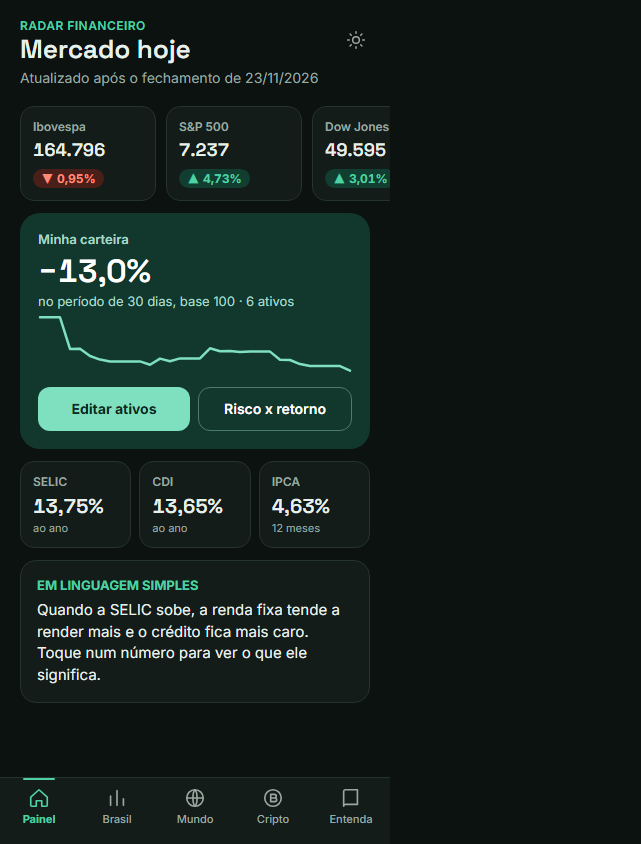 RADAR FINANCEIRO
Mercado hoje
Atualizado após o fechamento de 23/11/2026
Ibovespa
164.796
▼ 0,95%
S&P 500
7.237
▲ 4,73%
Dow Jones
49.595
▲ 3,01%
Minha carteira
−13,0%
no período de 30 dias, base 100 · 6 ativos
Editar ativos
Risco x retorno
SELIC
13,75%
ao ano
CDI
13,65%
ao ano
IPCA
4,63%
12 meses
EM LINGUAGEM SIMPLES
Quando a SELIC sobe, a renda fixa tende a
render mais e o crédito fica mais caro.
Toque num número para ver o que ele
significa.
Painel
Brasil
Mundo
Cripto
Entenda